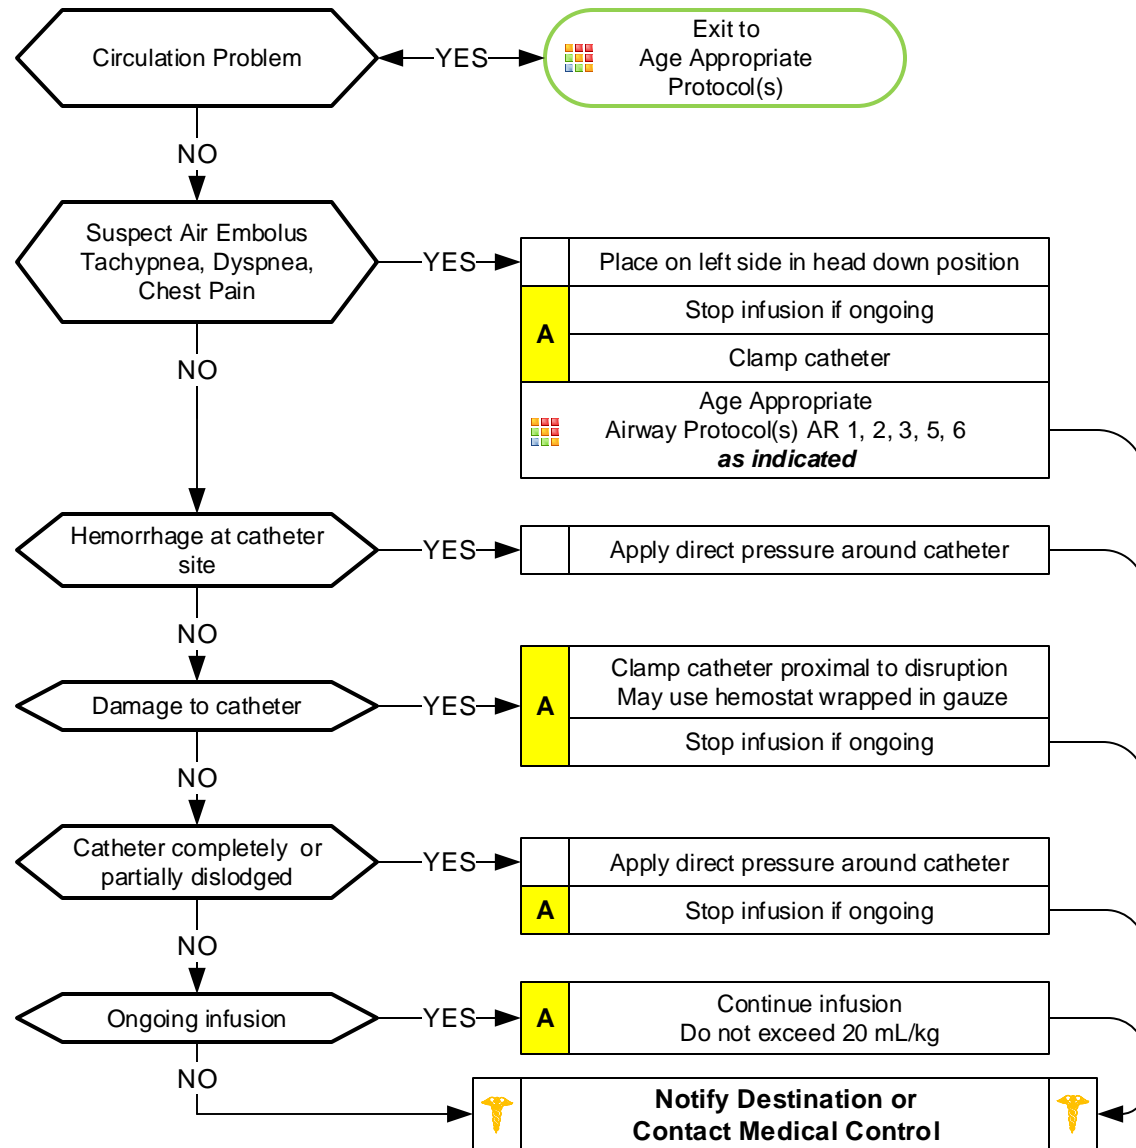 Circulation Problem
YES
Exit to
Age Appropriate
Protocol(s)
NO
Suspect Air Embolus
Tachypnea, Dyspnea,
Chest Pain
YES
Place on left side in head down position
A
Stop infusion if ongoing
Clamp catheter
Age Appropriate
Airway Protocol(s) AR 1, 2, 3, 5, 6
as indicated
NO
Hemorrhage at catheter
site
YES
Apply direct pressure around catheter
NO
Damage to catheter
YES
A
Clamp catheter proximal to disruption
May use hemostat wrapped in gauze
Stop infusion if ongoing
NO
Catheter completely or
partially dislodged
YES
Apply direct pressure around catheter
A
Stop infusion if ongoing
NO
Ongoing infusion
YES
A
Continue infusion
Do not exceed 20 mL/kg
NO
Notify Destination or
Contact Medical Control